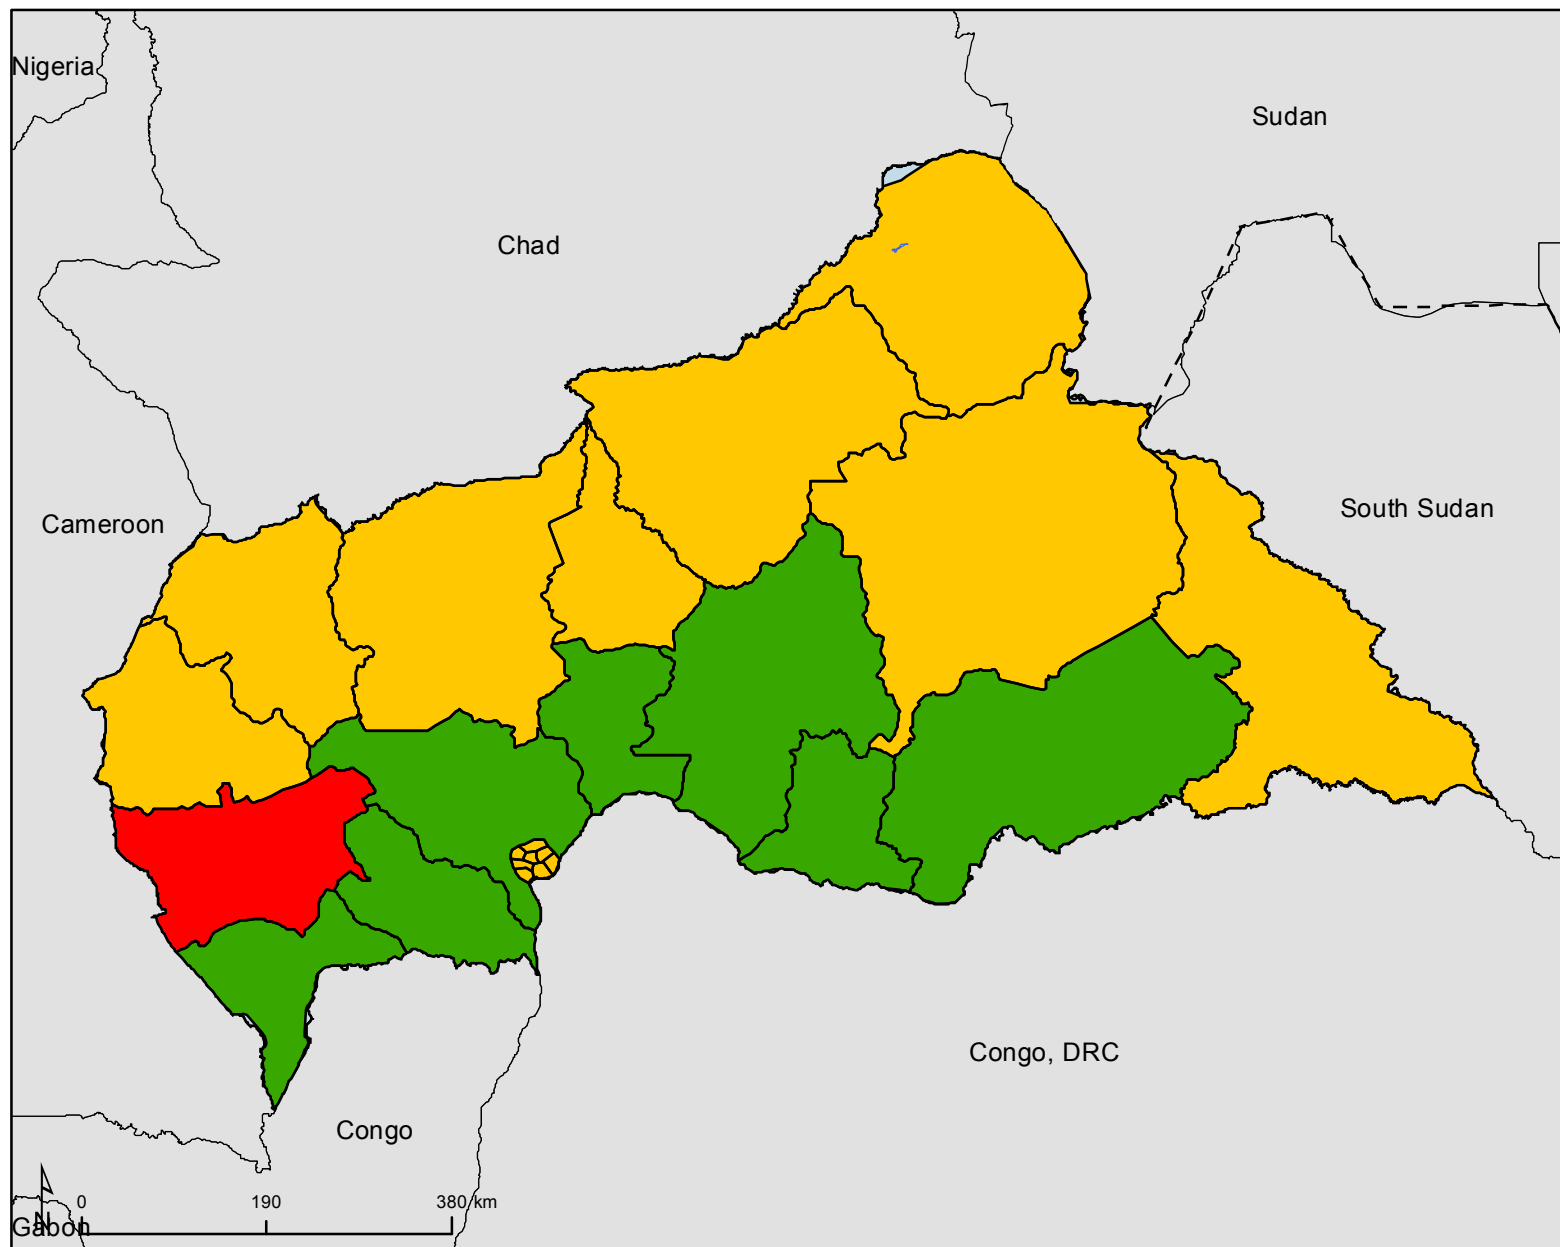 Nigeria
Sudan
Chad
Cameroon
South Sudan
Congo, DRC
Congo
0 190 380 km
N
Gabon